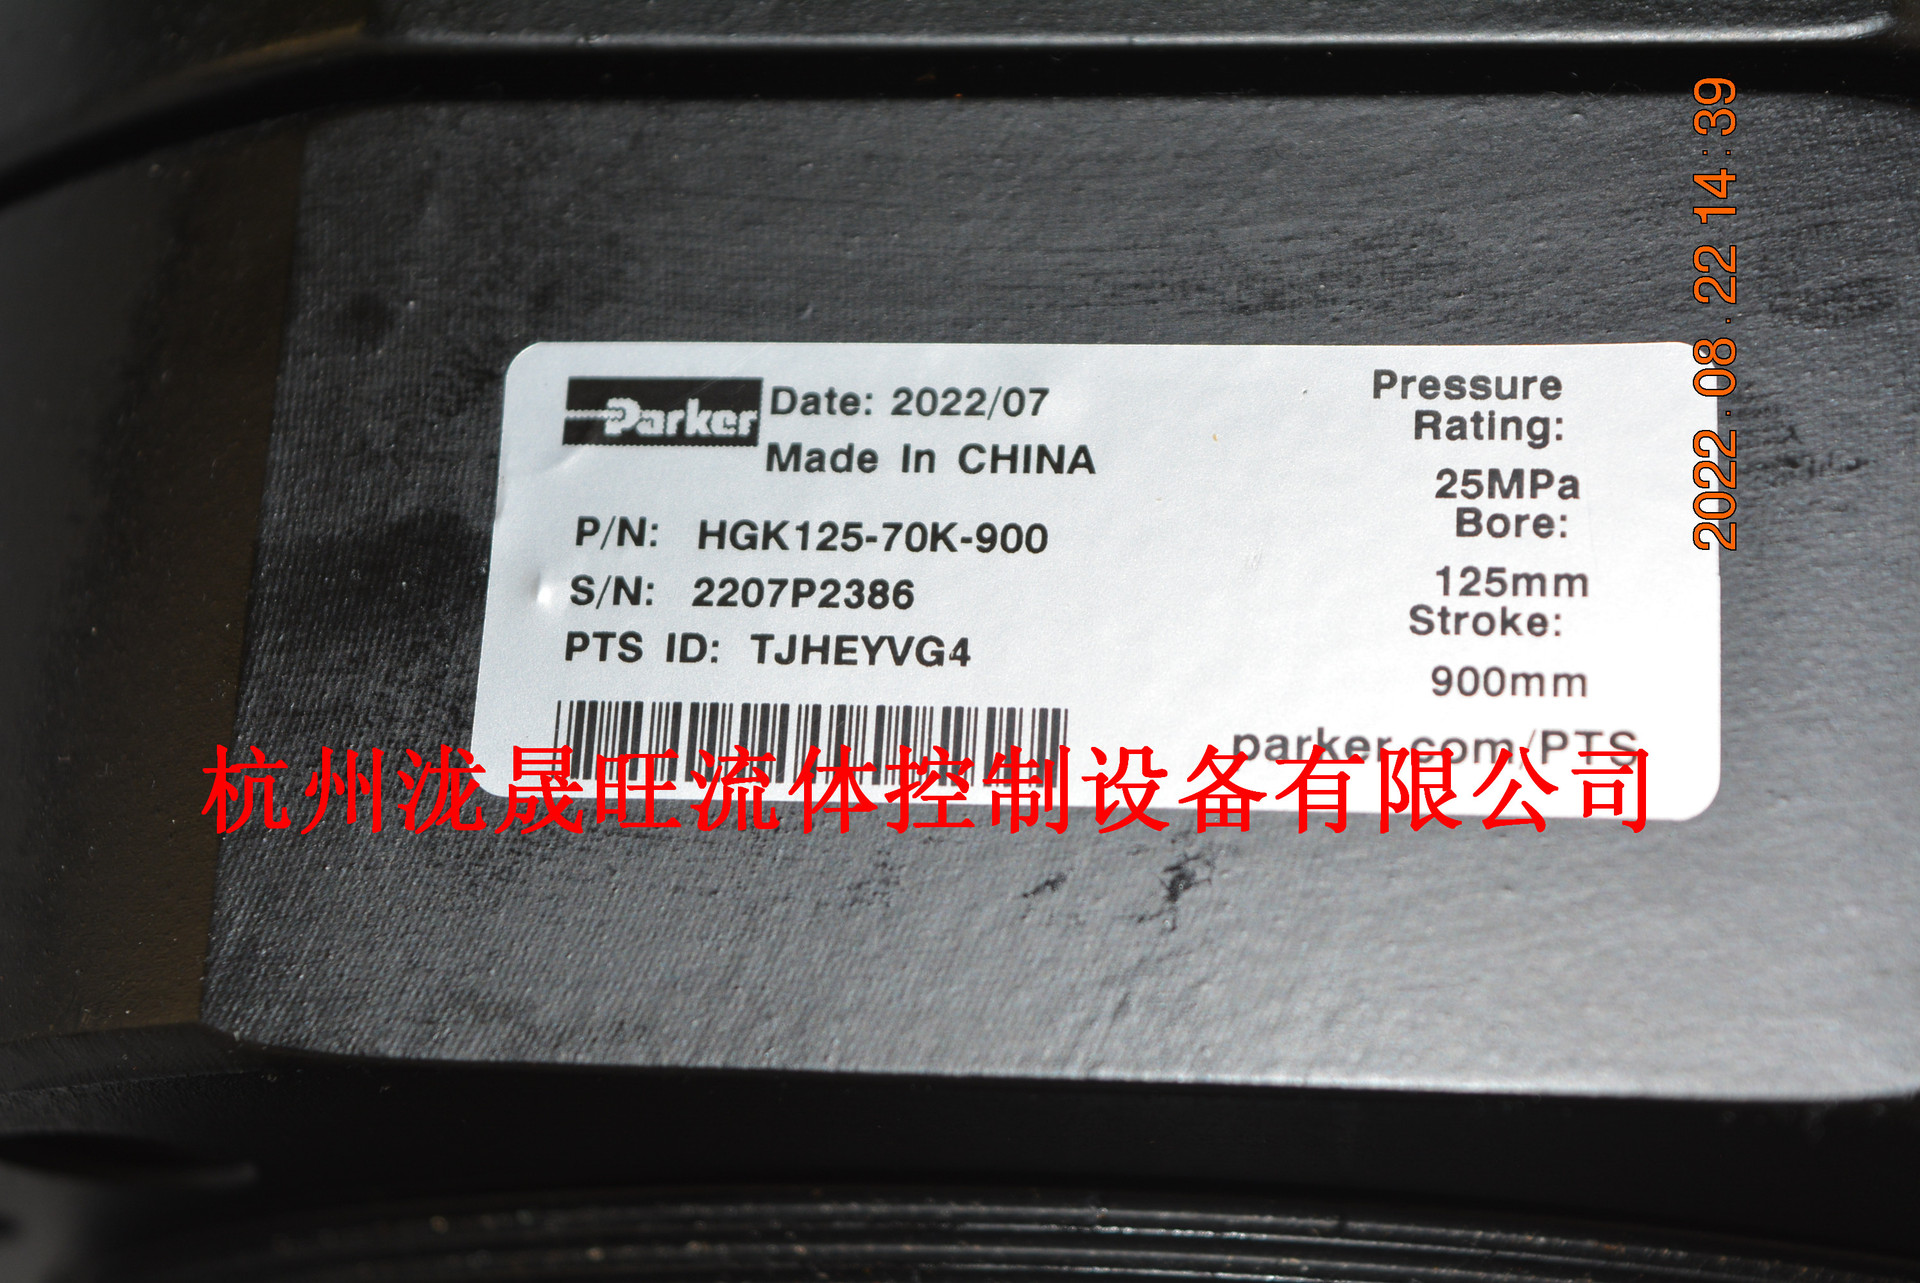 Parker
Date: 2022/07
Made In CHINA
P/N: HGK125-70K-900
S/N: 2207P2386
PTS ID: TJHEYVG4
Pressure
Rating:
25MPa
Bore:
125mm
Stroke:
900mm
parker.com/PTS
杭州泷晟旺流体控制设备有限公司
2022.08.22 14:39